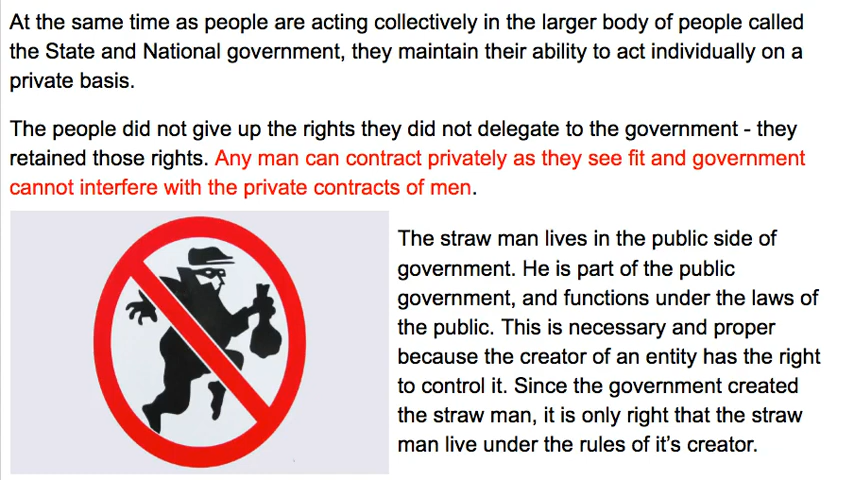 At the same time as people are acting collectively in the larger body of people called
the State and National government, they maintain their ability to act individually on a
private basis.
The people did not give up the rights they did not delegate to the government - they
retained those rights. Any man can contract privately as they see fit and government
cannot interfere with the private contracts of men.
The straw man lives in the public side of
government. He is part of the public
government, and functions under the laws of
the public. This is necessary and proper
because the creator of an entity has the right
to control it. Since the government created
the straw man, it is only right that the straw
man live under the rules of it's creator.